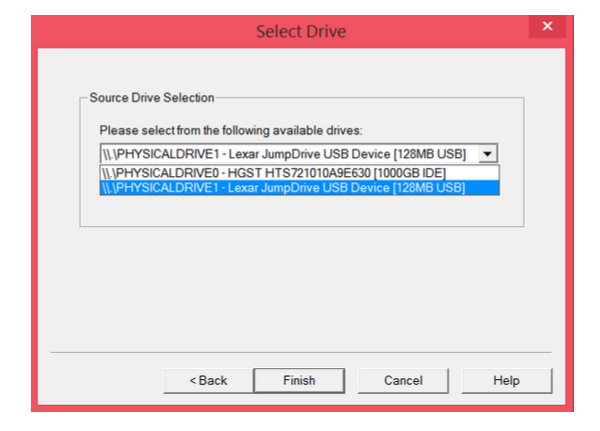 Select Drive
×
Source Drive Selection
Please select from the following available drives:
\\.\PHYSICALDRIVE1 - Lexar JumpDrive USB Device [128MB USB]
\\.\PHYSICALDRIVE0 - HGST HTS721010A9E630 [1000GB IDE]
\\.\PHYSICALDRIVE1 - Lexar JumpDrive USB Device [128MB USB]
< Back Finish Cancel Help